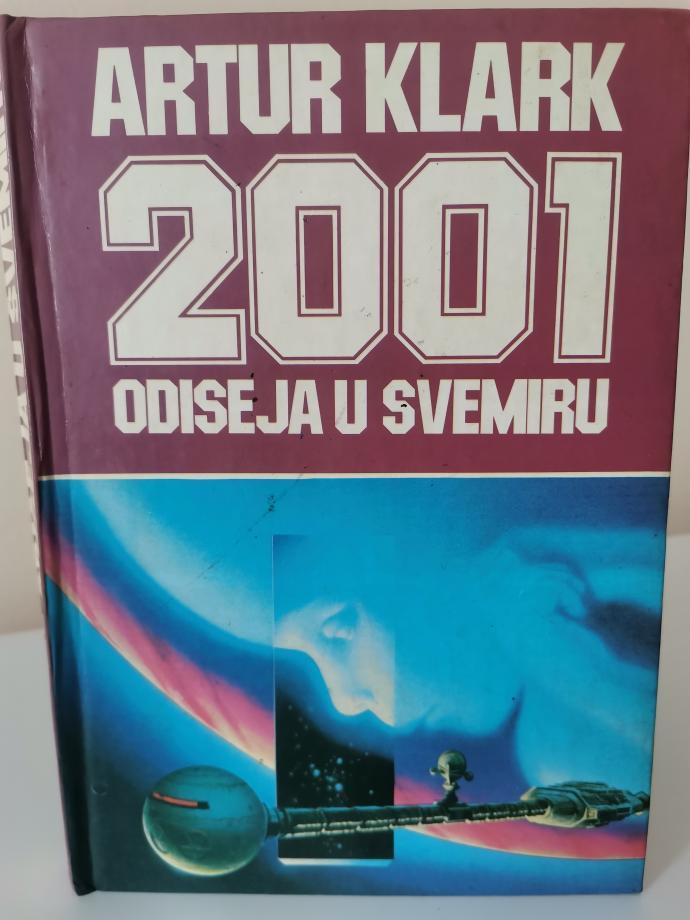 ARTUR KLARK
2001
ODISEJA U SVEMIRU